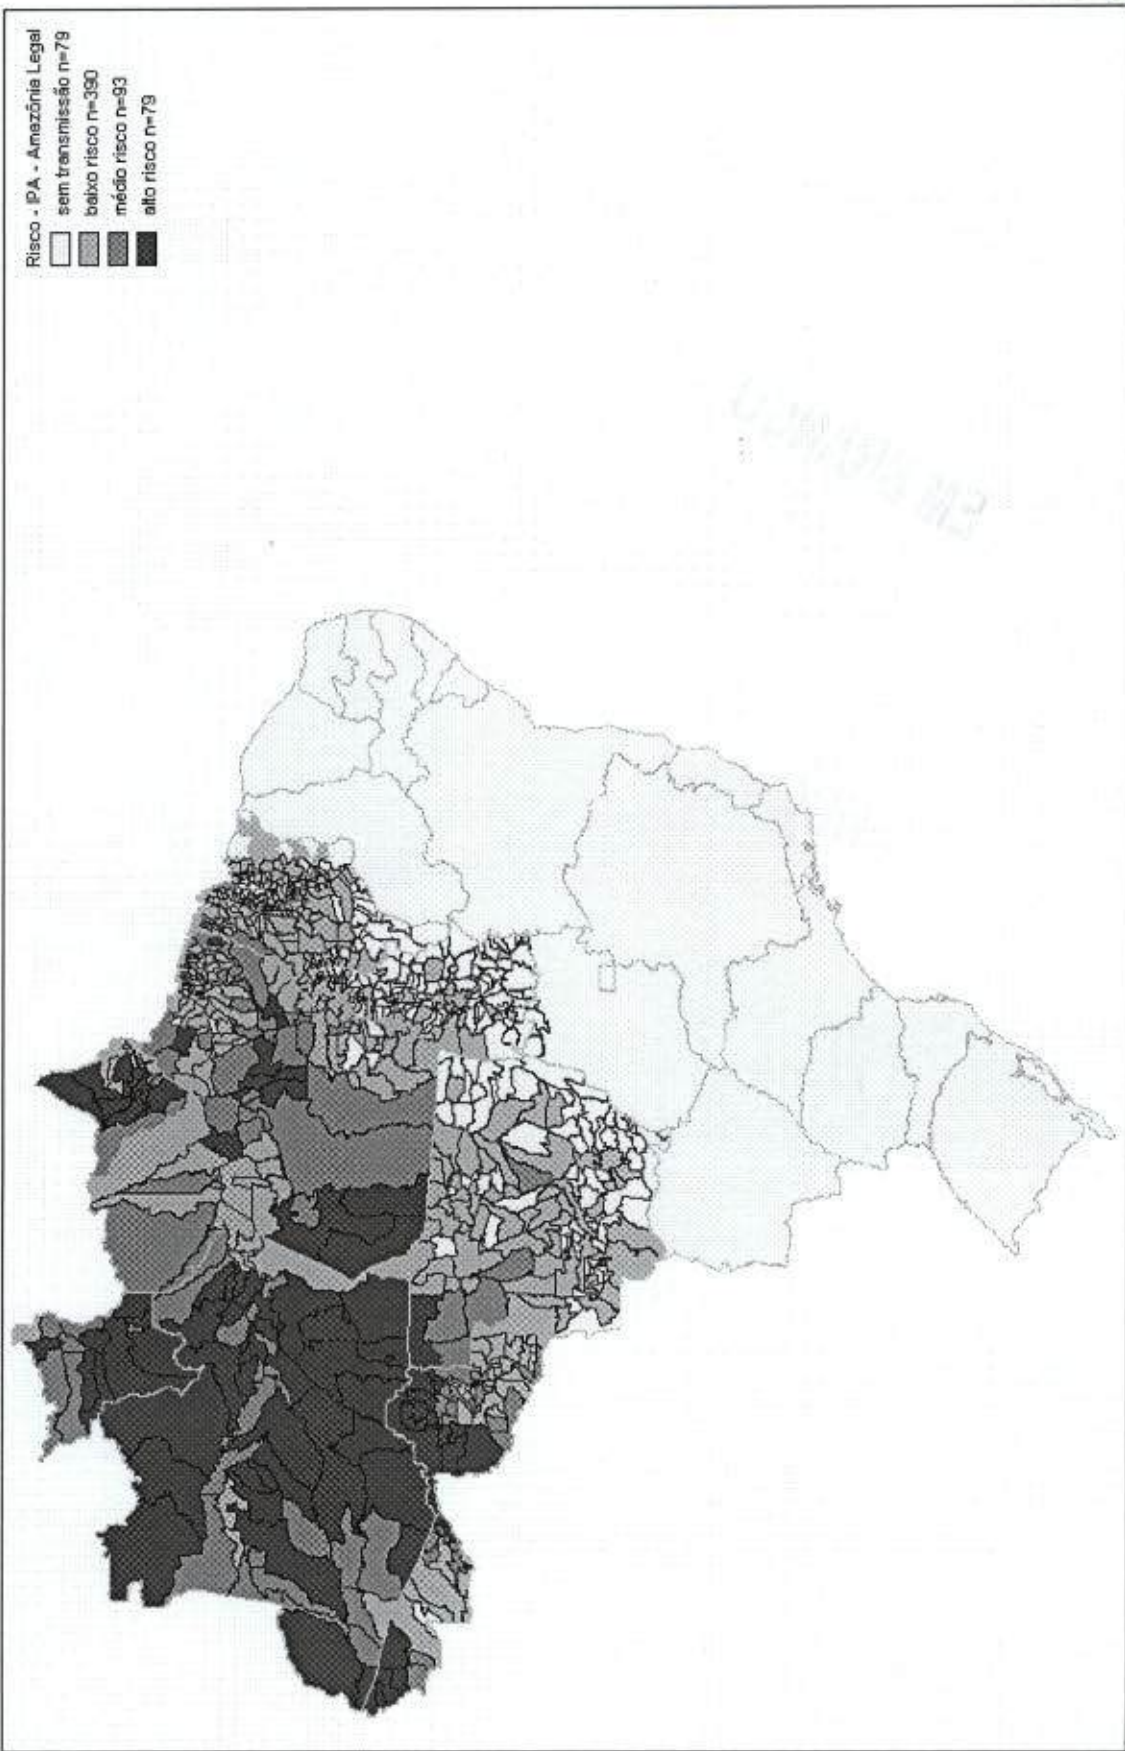 Risco - IPA - Amazônia Legal
sem transmissão n=79
baixo risco n=390
médio risco n=93
alto risco n=79